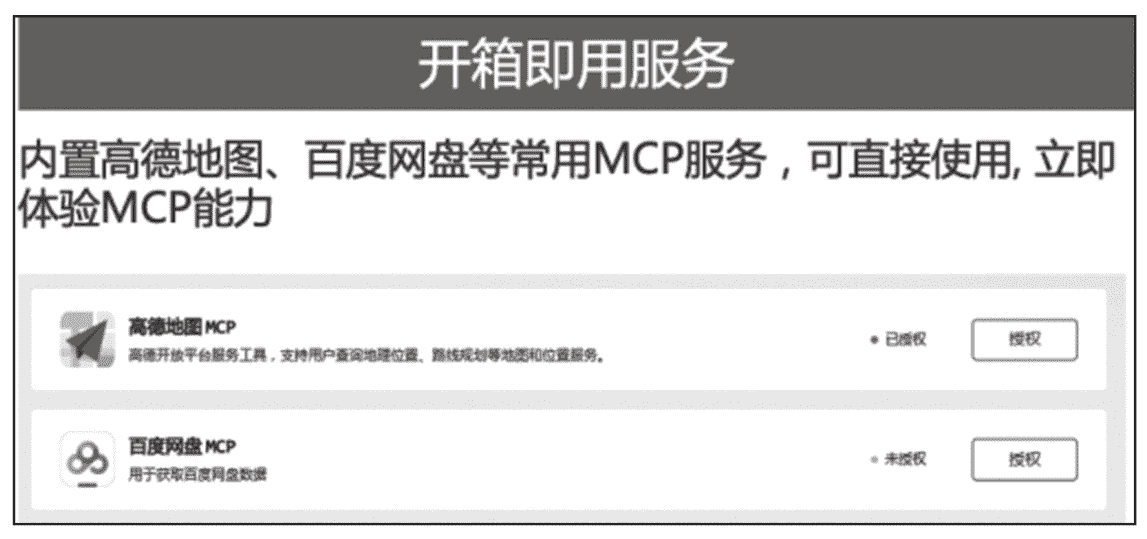 开箱即用服务
内置高德地图、百度网盘等常用MCP服务，可直接使用, 立即
体验MCP能力
高德地图 MCP
高德开放平台服务工具，支持用户查询地理位置、路线规划等地图和位置服务。
已授权
授权
百度网盘 MCP
用于获取百度网盘数据
未授权
授权